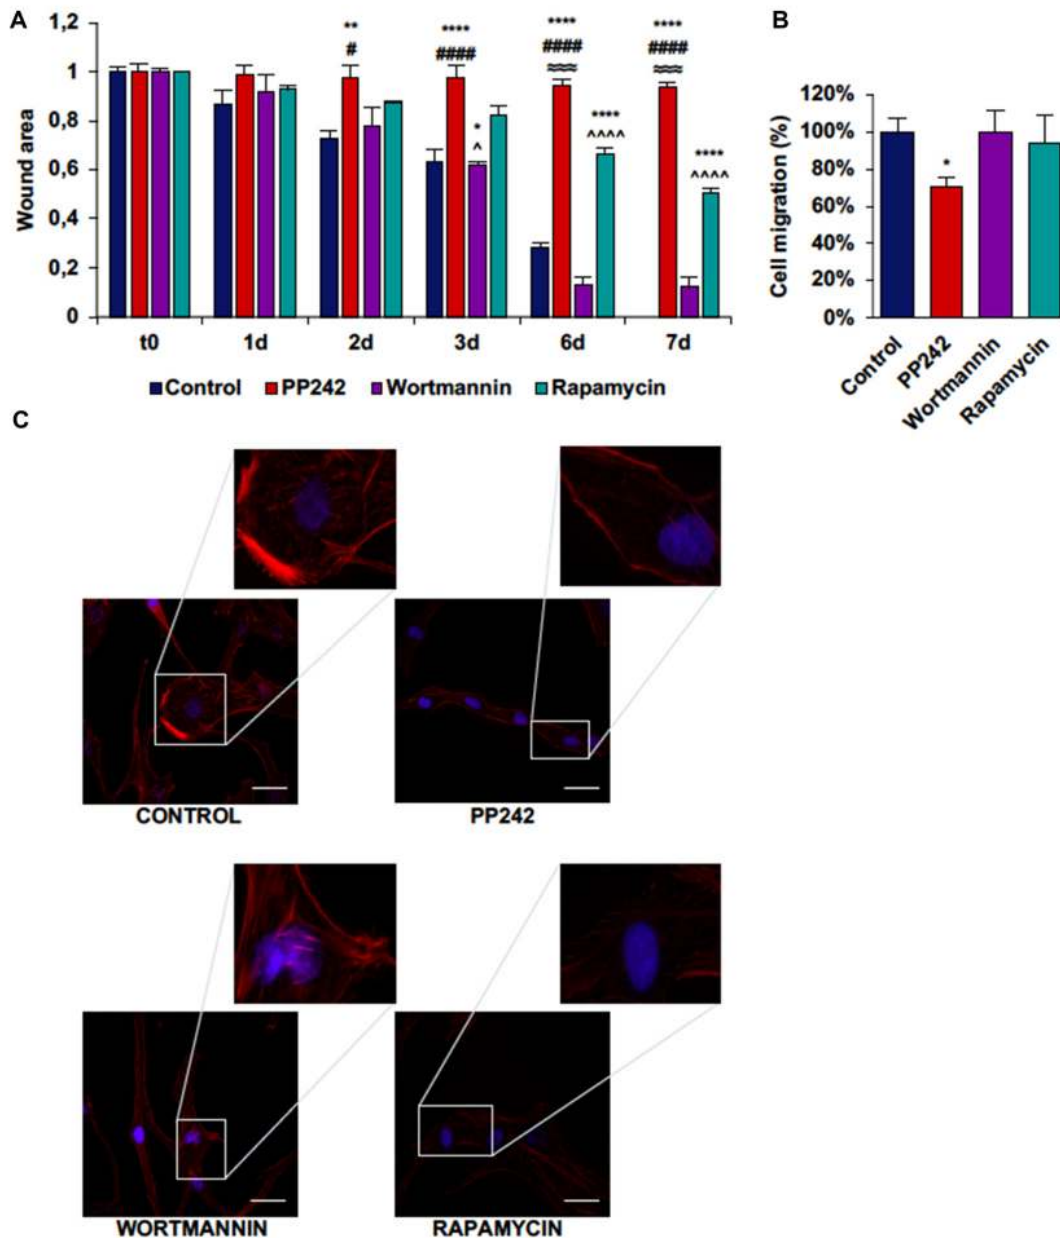 A
Wound area
1,2
1
0,8
0,6
0,4
0,2
0
**
#
****
####
*
^
****
####
≈≈≈
****
^^^^
****
####
≈≈≈
****
^^^^
t0 1d 2d 3d 6d 7d
Control PP242 Wortmannin Rapamycin
B
Cell migration (%)
120%
100%
80%
60%
40%
20%
0%
*
Control
PP242
Wortmannin
Rapamycin
C
CONTROL PP242
WORTMANNIN RAPAMYCIN